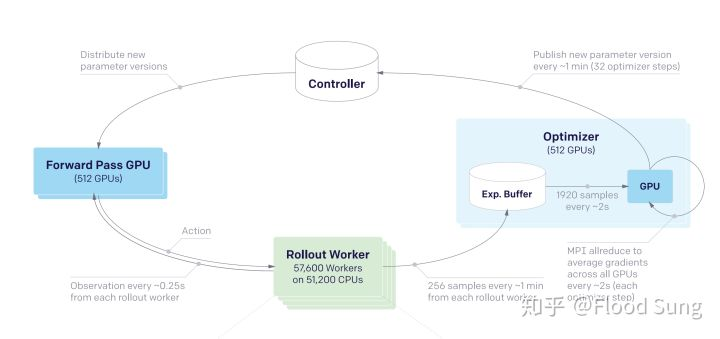 Distribute new
parameter versions
Publish new parameter version
every ~1 min (32 optimizer steps)
Controller
Optimizer
(512 GPUs)
Forward Pass GPU
(512 GPUs)
Exp. Buffer
GPU
1920 samples
every ~2s
Action
Rollout Worker
57,600 Workers
on 51,200 CPUs
MPI allreduce to
average gradients
across all GPUs
every ~2s (each
optimizer step)
Observation every ~0.25s
from each rollout worker
256 samples every ~1 min
from each rollout worker
知乎 @Flood Sung